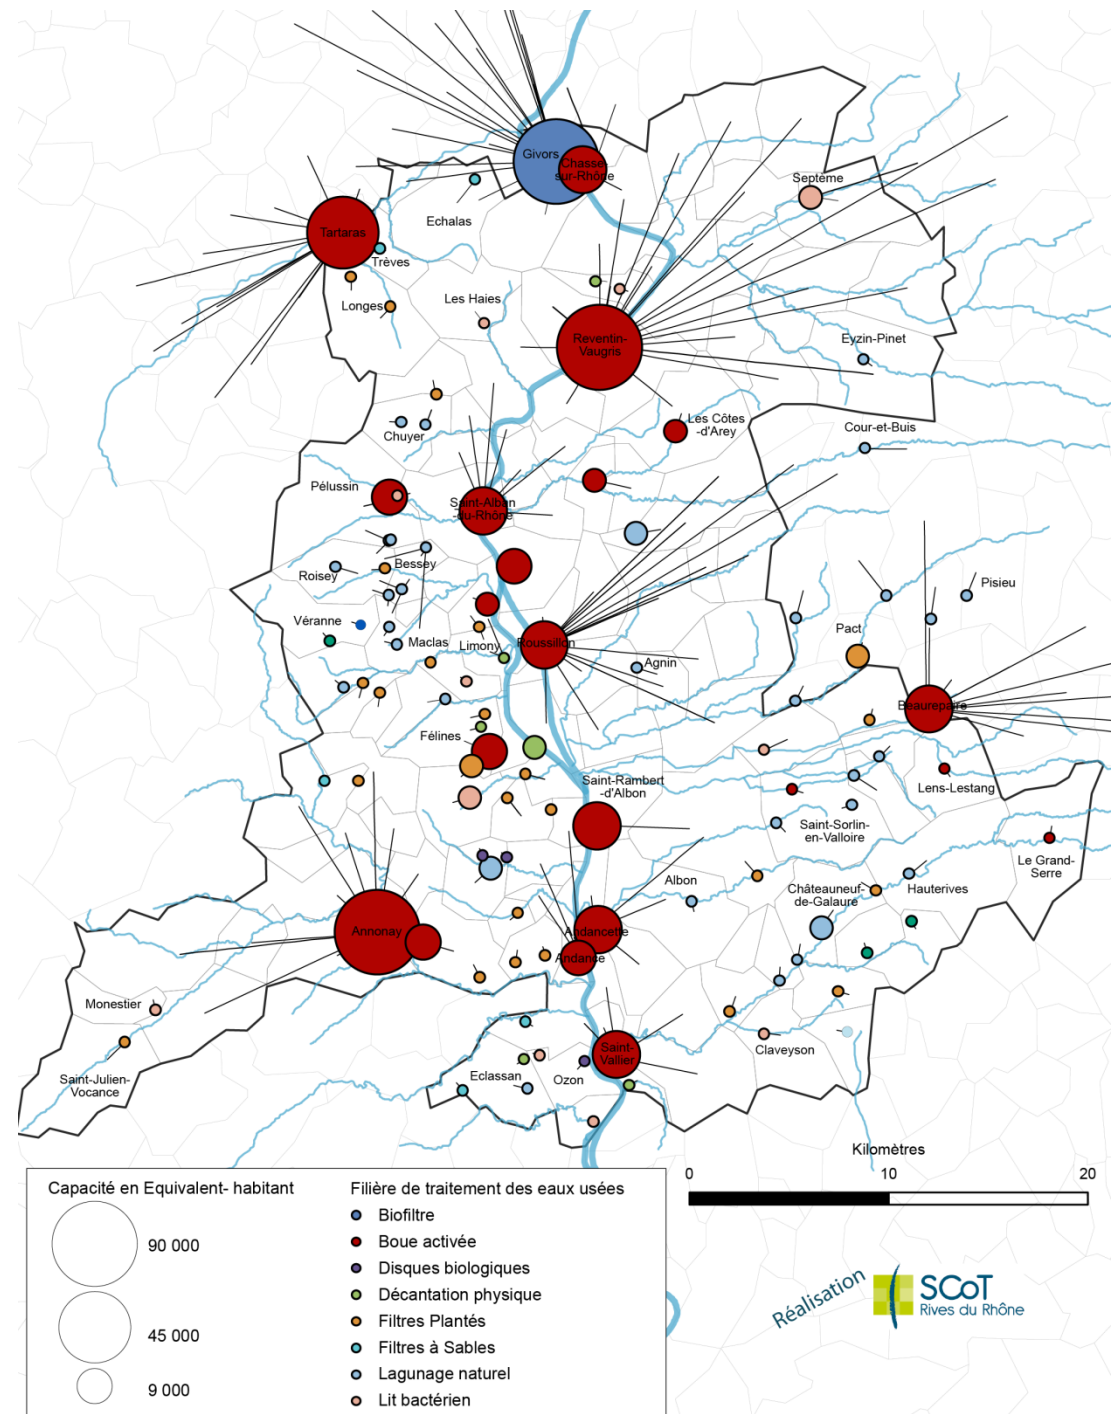 Givors
Chasse-
sur-Rhône
Septème
Echalas
Tartaras
Trèves
Longes
Les Haies
Reventin-
Vaugris
Eyzin-Pinet
Les Côtes
-d'Arey
Cour-et-Buis
Chuyer
Pélussin
Saint-Alban
-du-Rhône
Roisey
Bessey
Pisieu
Véranne
Pact
Maclas
Limony
Roussillon
Agnin
Beaurepaire
Félines
Saint-Rambert
-d'Albon
Lens-Lestang
Saint-Sorlin-
en-Valloire
Le Grand-
Serre
Albon
Châteauneuf-
de-Galaure
Hauterives
Annonay
Andancette
Andance
Monestier
Saint-Vallier
Claveyson
Eclassan
Ozon
Saint-Julien-
Vocance
Kilomètres
0 10 20
Capacité en Equivalent- habitant
90 000
45 000
9 000
Filière de traitement des eaux usées
Biofiltre
Boue activée
Disques biologiques
Décantation physique
Filtres Plantés
Filtres à Sables
Lagunage naturel
Lit bactérien
Réalisation
SCoT
Rives du Rhône